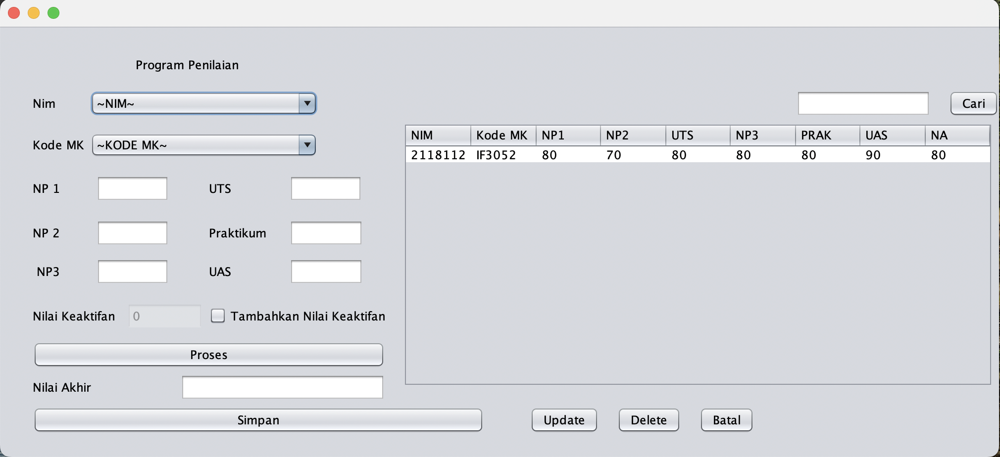 Program Penilaian
Nim ~NIM~
Cari
Kode MK ~KODE MK~
NP 1 UTS
NP 2 Praktikum
NP3 UAS
Nilai Keaktifan 0 Tambahkan Nilai Keaktifan
Proses
Nilai Akhir
NIM Kode MK NP1 NP2 UTS NP3 PRAK UAS NA
2118112 IF3052 80 70 80 80 80 90 80
Simpan Update Delete Batal